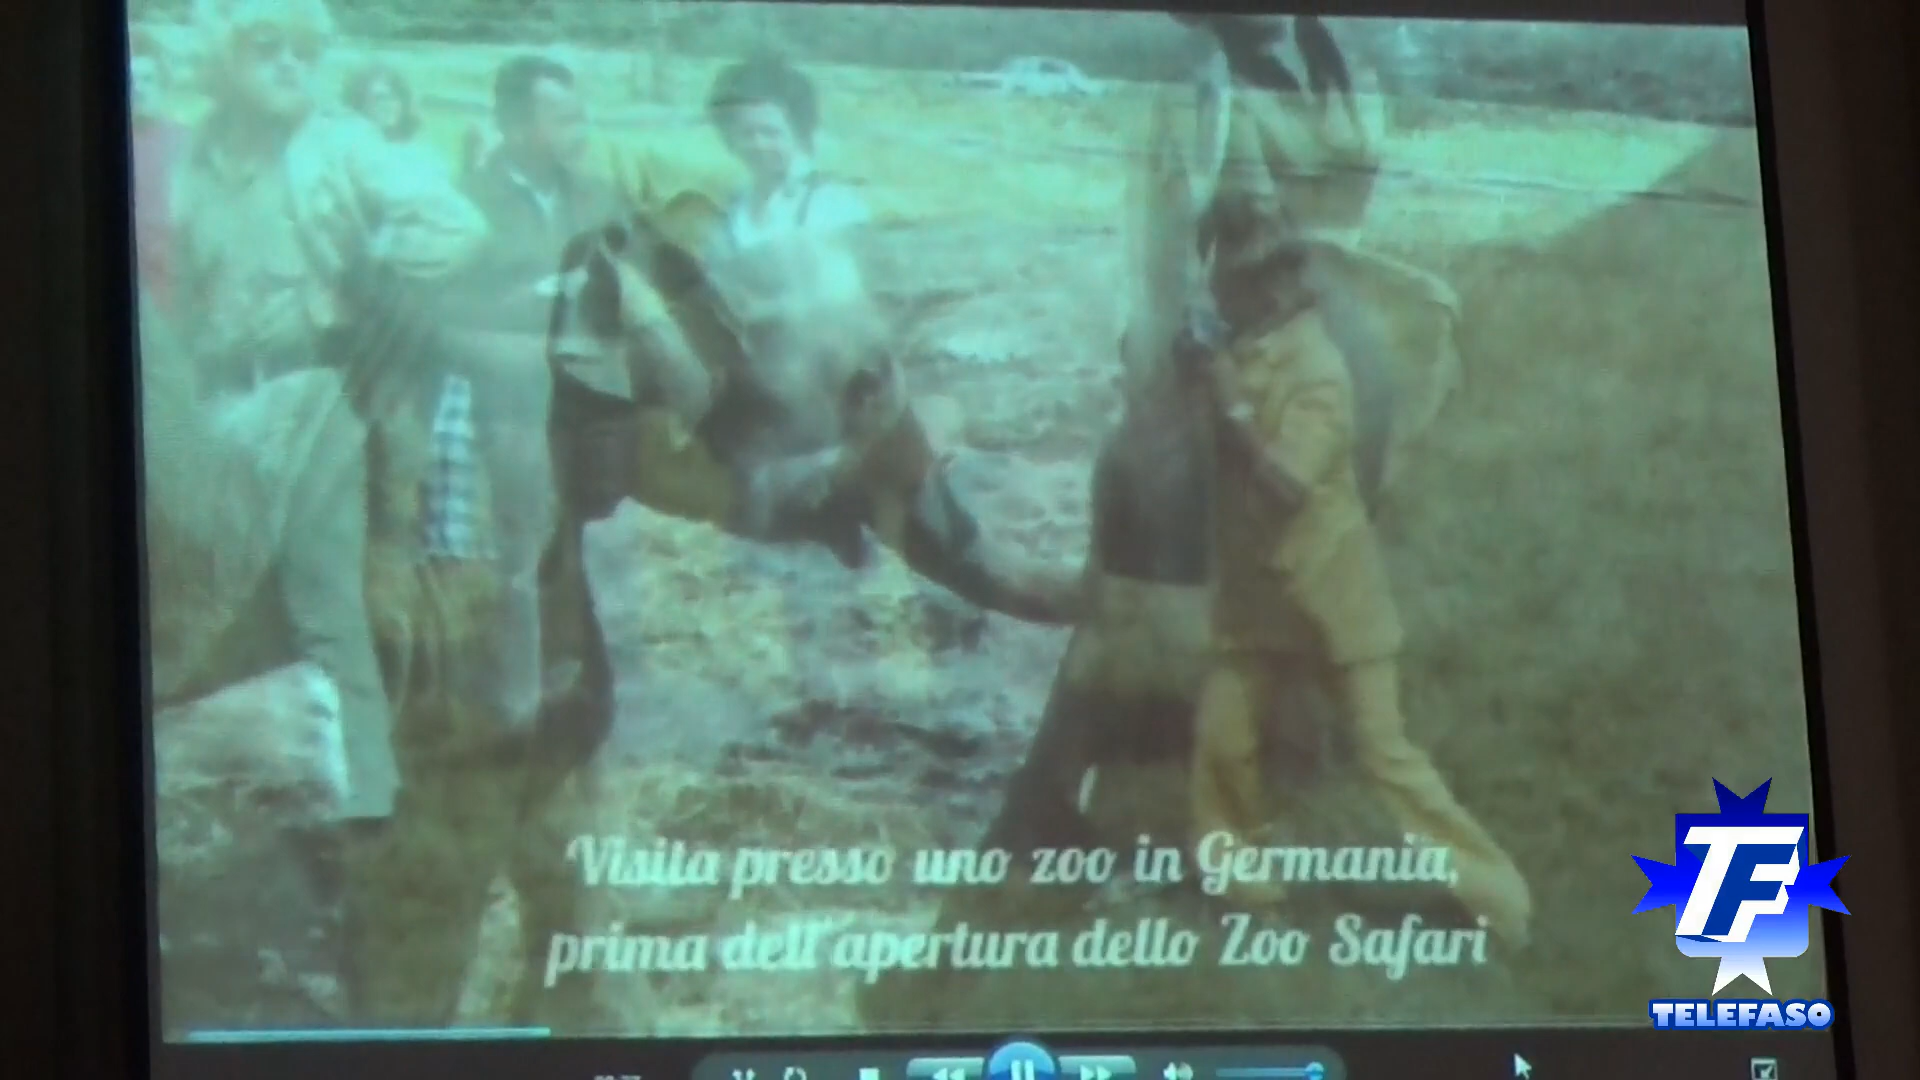 Visita presso uno zoo in Germania,
prima dell'apertura dello Zoo Safari
TF
TELEFASO